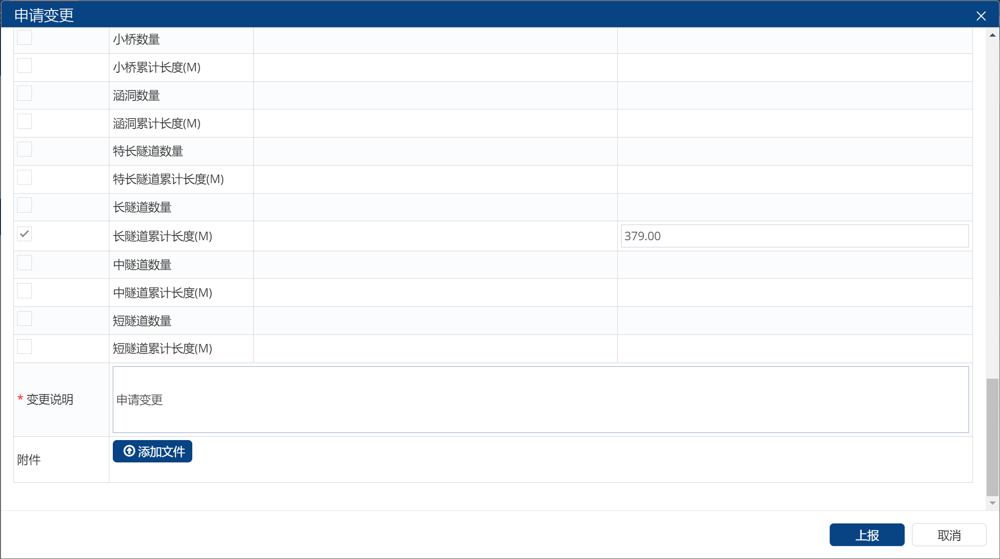 申请变更
小桥数量
小桥累计长度(M)
涵洞数量
涵洞累计长度(M)
特长隧道数量
特长隧道累计长度(M)
长隧道数量
长隧道累计长度(M) 379.00
中隧道数量
中隧道累计长度(M)
短隧道数量
短隧道累计长度(M)
* 变更说明 申请变更
附件 添加文件
上报 取消